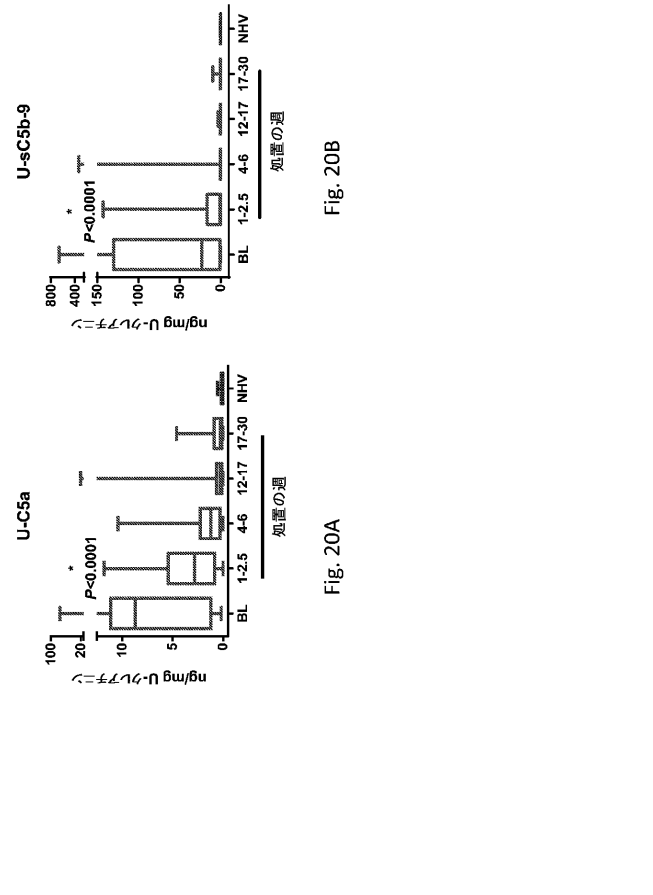 U-C5a
ng/mg U-クレアチニン
100
20
10
5
0
*
P<0.0001
BL
1-2.5
4-6
12-17
17-30
NHV
処置の週
Fig. 20A
U-sC5b-9
ng/mg U-クレアチニン
800
400
150
100
50
0
*
P<0.0001
BL
1-2.5
4-6
12-17
17-30
NHV
処置の週
Fig. 20B